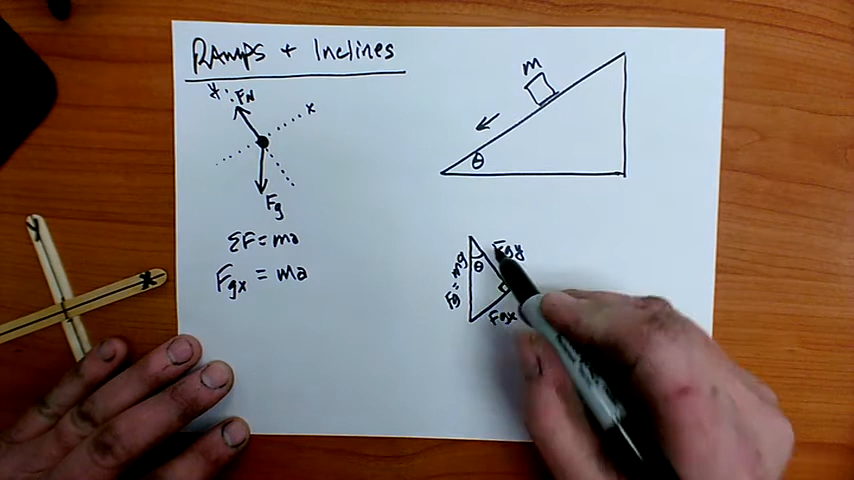 RAMPS + Inclines
y
FN
x
Fg
ΣF = ma
Fgx = ma
m
θ
Fgy
θ
Fg = mg
Fgx
Y
X